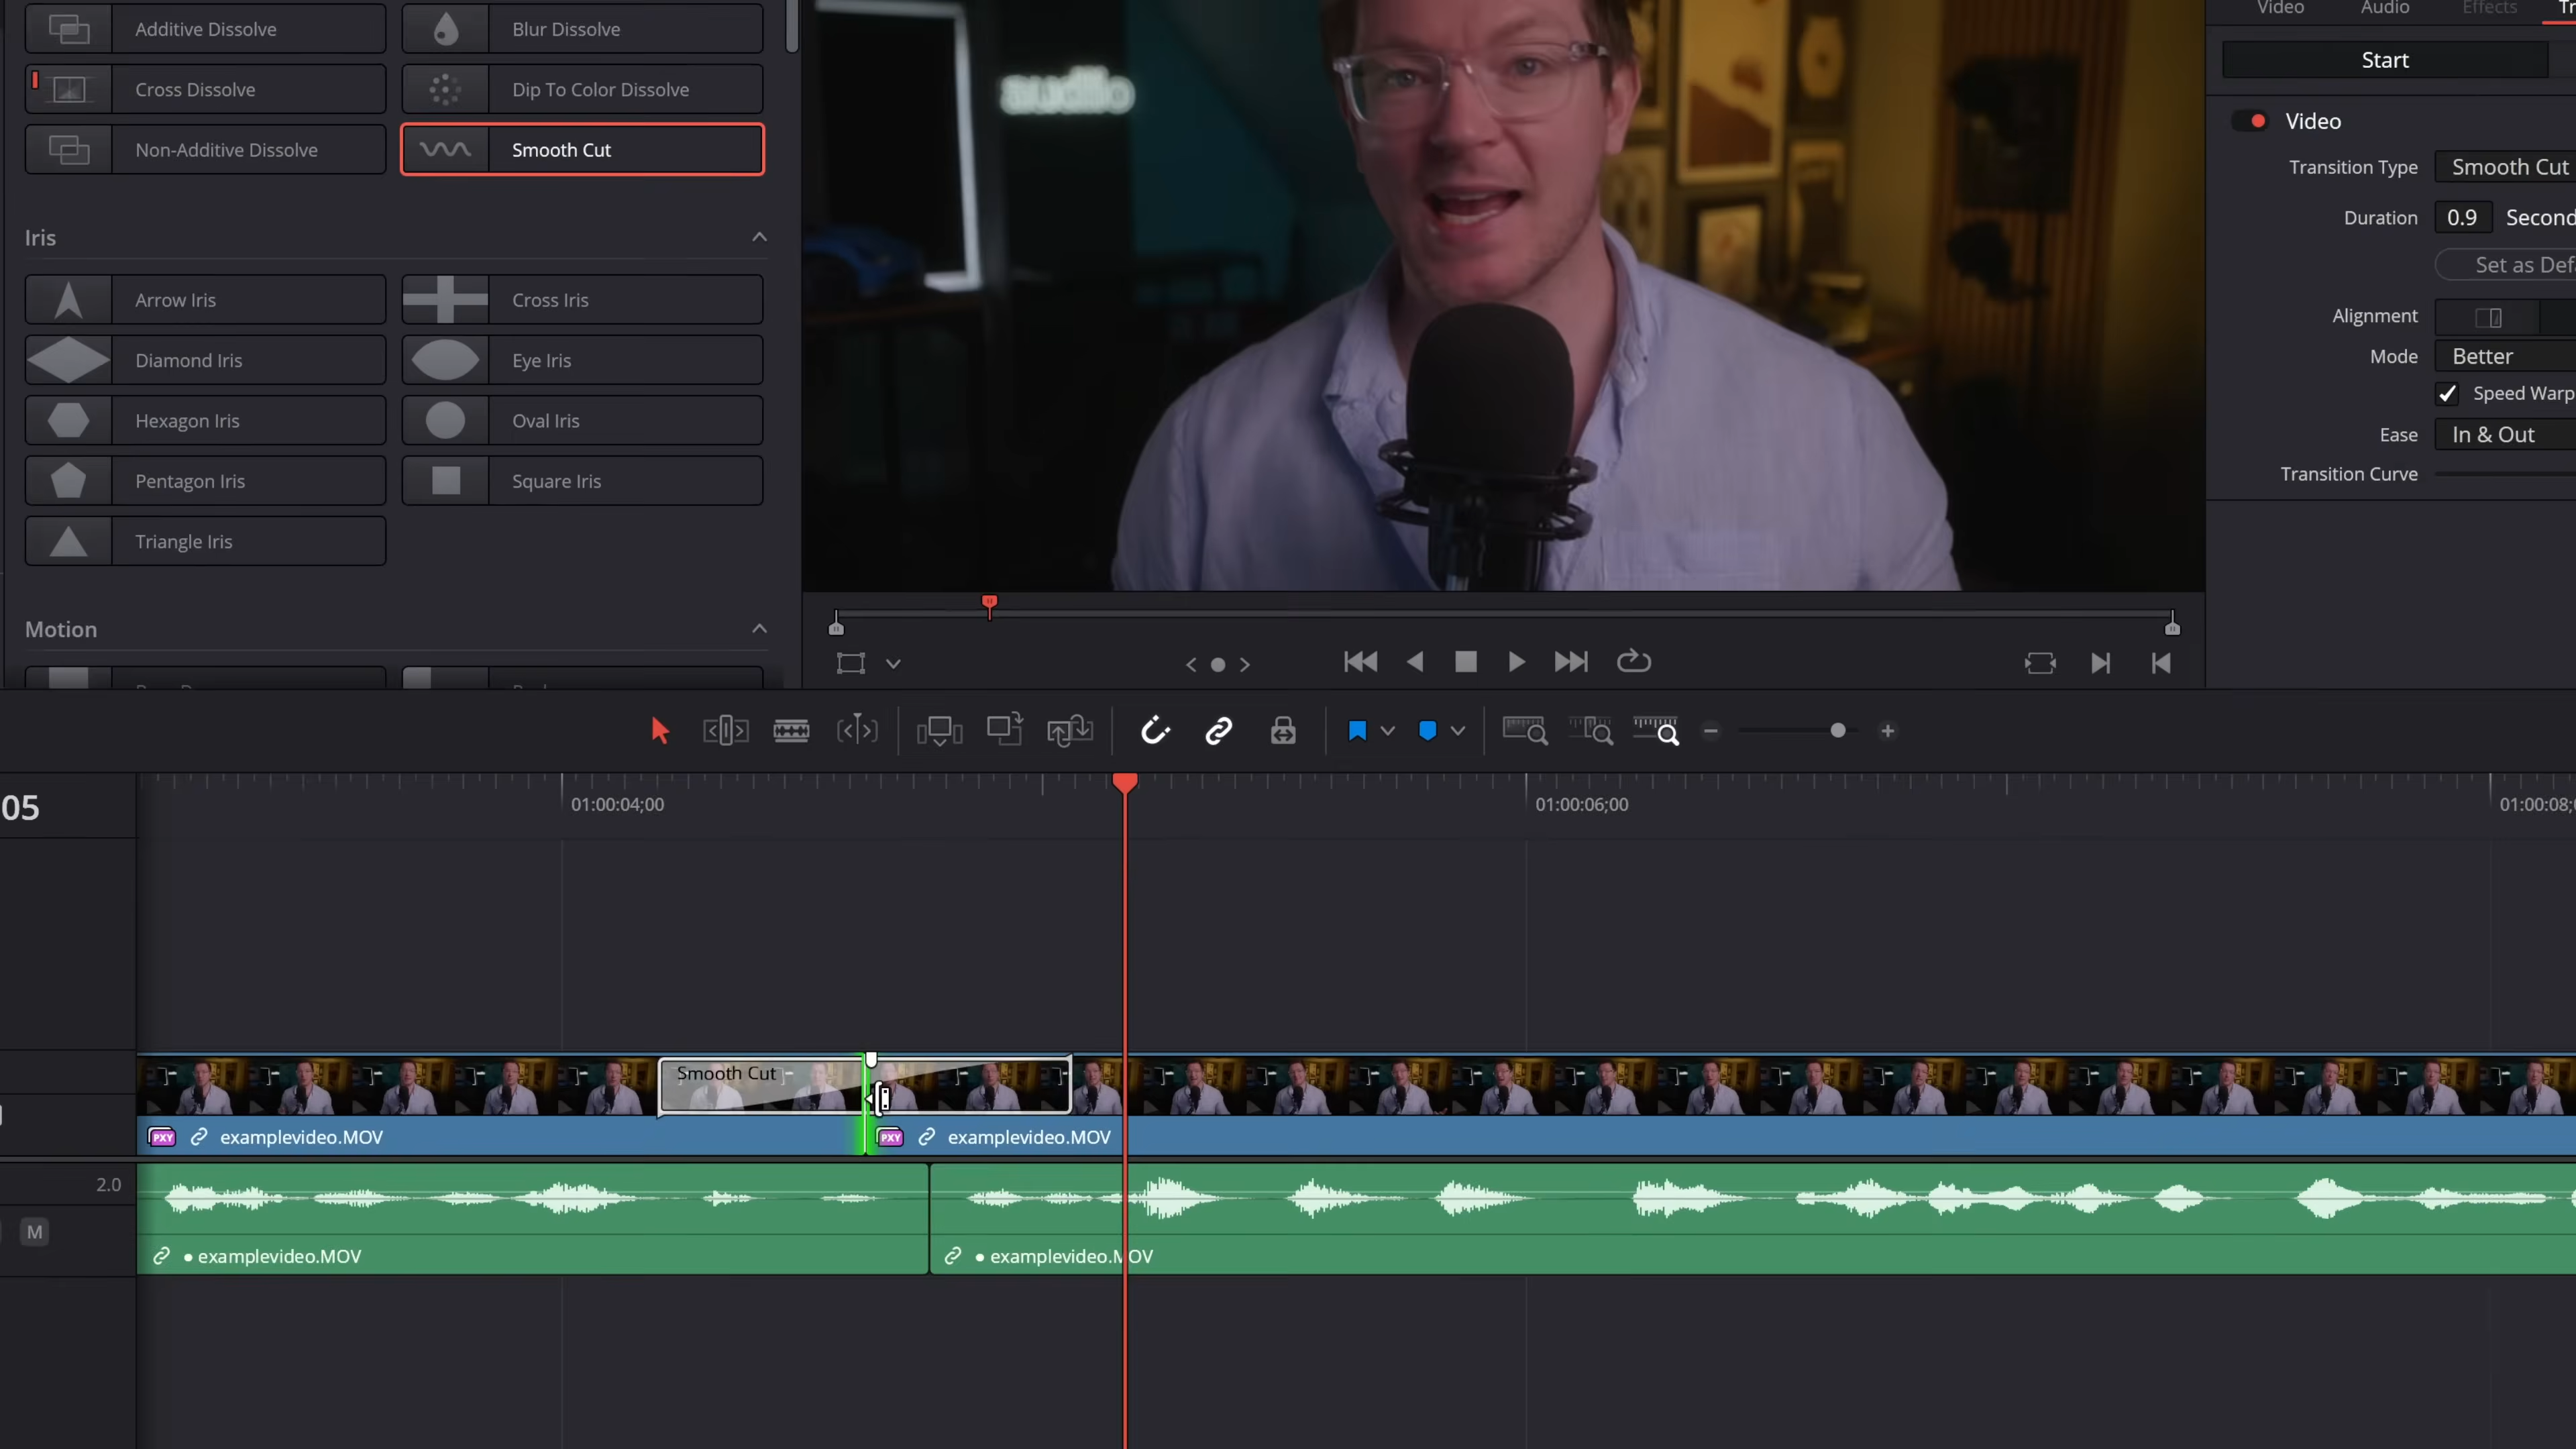 Additive Dissolve
Blur Dissolve
Video Audio Effects
Cross Dissolve
Dip To Color Dissolve
Non-Additive Dissolve
Smooth Cut
audio
Start
Video
Transition Type Smooth Cut
Duration 0.9
Alignment
Mode Better
Speed Warp
Ease In & Out
Transition Curve
Iris
Arrow Iris
Cross Iris
Diamond Iris
Eye Iris
Hexagon Iris
Oval Iris
Pentagon Iris
Square Iris
Triangle Iris
Motion
05
01:00:04;00
01:00:06;00
01:00:08;
Smooth Cut
PXY examplevideo.MOV
PXY examplevideo.MOV
2.0
M
• examplevideo.MOV
• examplevideo.MOV